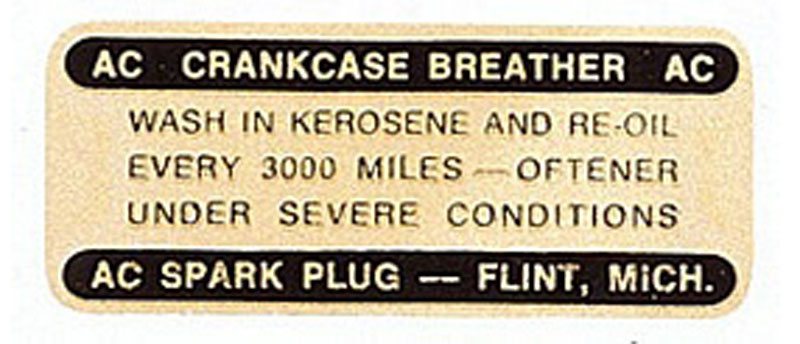 AC CRANKCASE BREATHER AC
WASH IN KEROSENE AND RE-OIL
EVERY 3000 MILES — OFTENER
UNDER SEVERE CONDITIONS
AC SPARK PLUG — FLINT, MICH.